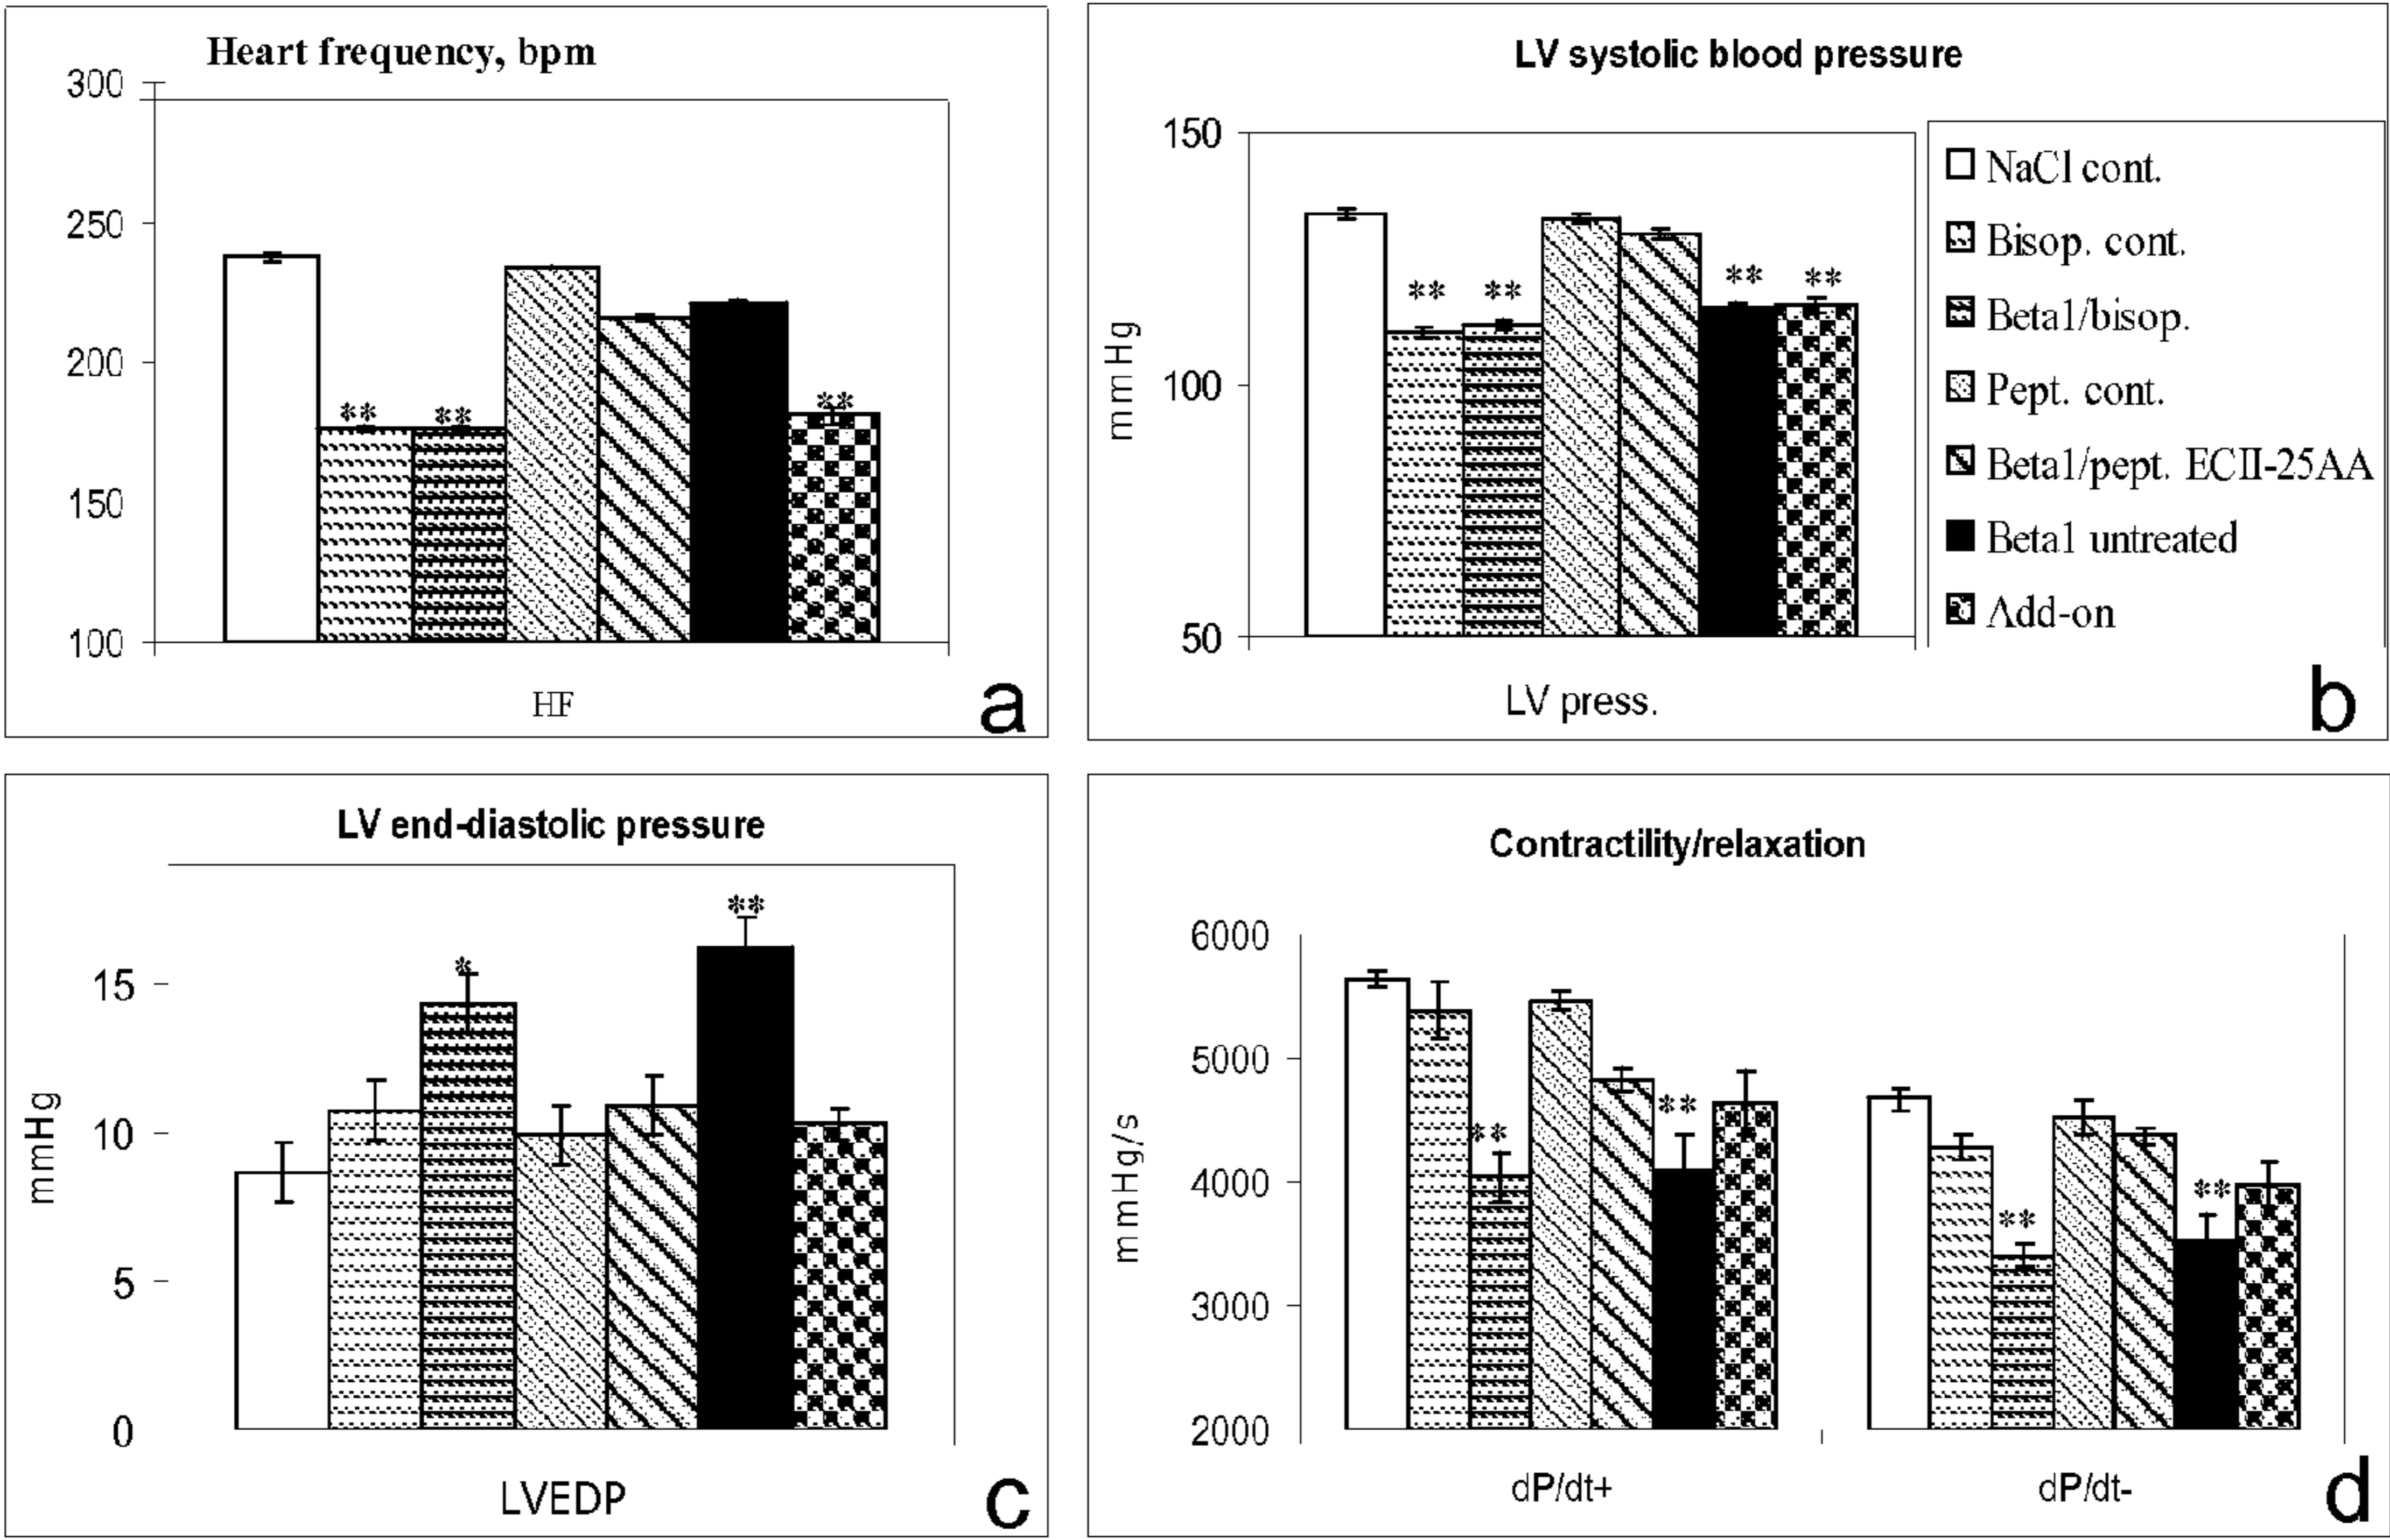 Heart frequency, bpm
300
250
200
150
100
**
**
**
HF
a
LV systolic blood pressure
150
100
50
mmHg
**
**
**
**
LV press.
NaCl cont.
Bisop. cont.
Beta1/bisop.
Pept. cont.
Beta1/pept. ECII-25AA
Beta1 untreated
Add-on
b
LV end-diastolic pressure
15
10
5
0
mmHg
*
**
LVEDP
c
Contractility/relaxation
6000
5000
4000
3000
2000
mmHg/s
**
**
**
**
dP/dt+
dP/dt-
d